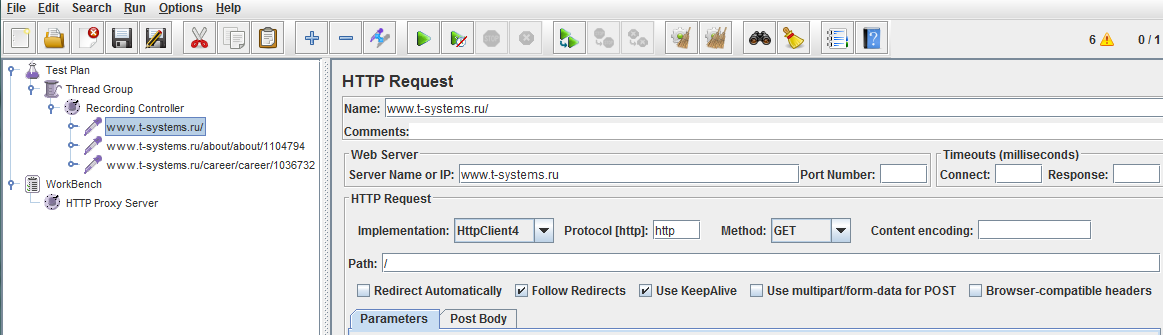 File Edit Search Run Options Help
6 0 / 1
Test Plan
Thread Group
Recording Controller
www.t-systems.ru/
www.t-systems.ru/about/about/1104794
www.t-systems.ru/career/career/1036732
WorkBench
HTTP Proxy Server
HTTP Request
Name: www.t-systems.ru/
Comments:
Web Server
Server Name or IP: www.t-systems.ru Port Number:
Timeouts (milliseconds)
Connect: Response:
HTTP Request
Implementation: HttpClient4 Protocol [http]: http Method: GET Content encoding:
Path: /
Redirect Automatically Follow Redirects Use KeepAlive Use multipart/form-data for POST Browser-compatible headers
Parameters Post Body